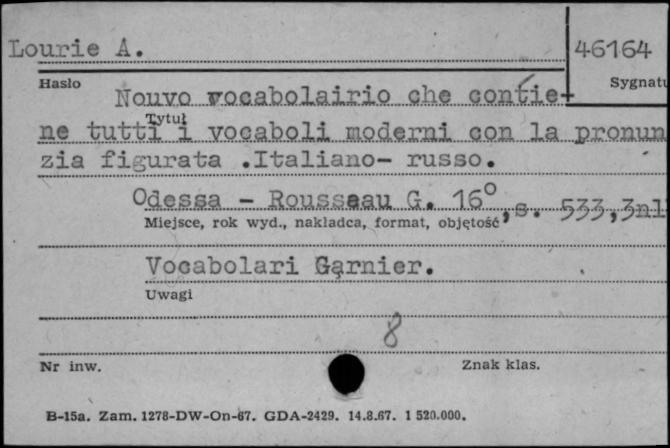 Lourie A.
46164
Hasło
Sygnatu
Nouvo vocabolairio che contie-
Tytuł
ne tutti i vocaboli moderni con la pronun
zia figurata .Italiano- russo.
Odessa - Rousseau G. 16°, s. 533,3nl
Miejsce, rok wyd., nakładca, format, objętość
Vocabolari Garnier.
Uwagi
8
Nr inw.
Znak klas.
B-15a. Zam. 1278-DW-On-67. GDA-2429. 14.8.67. 1 520.000.